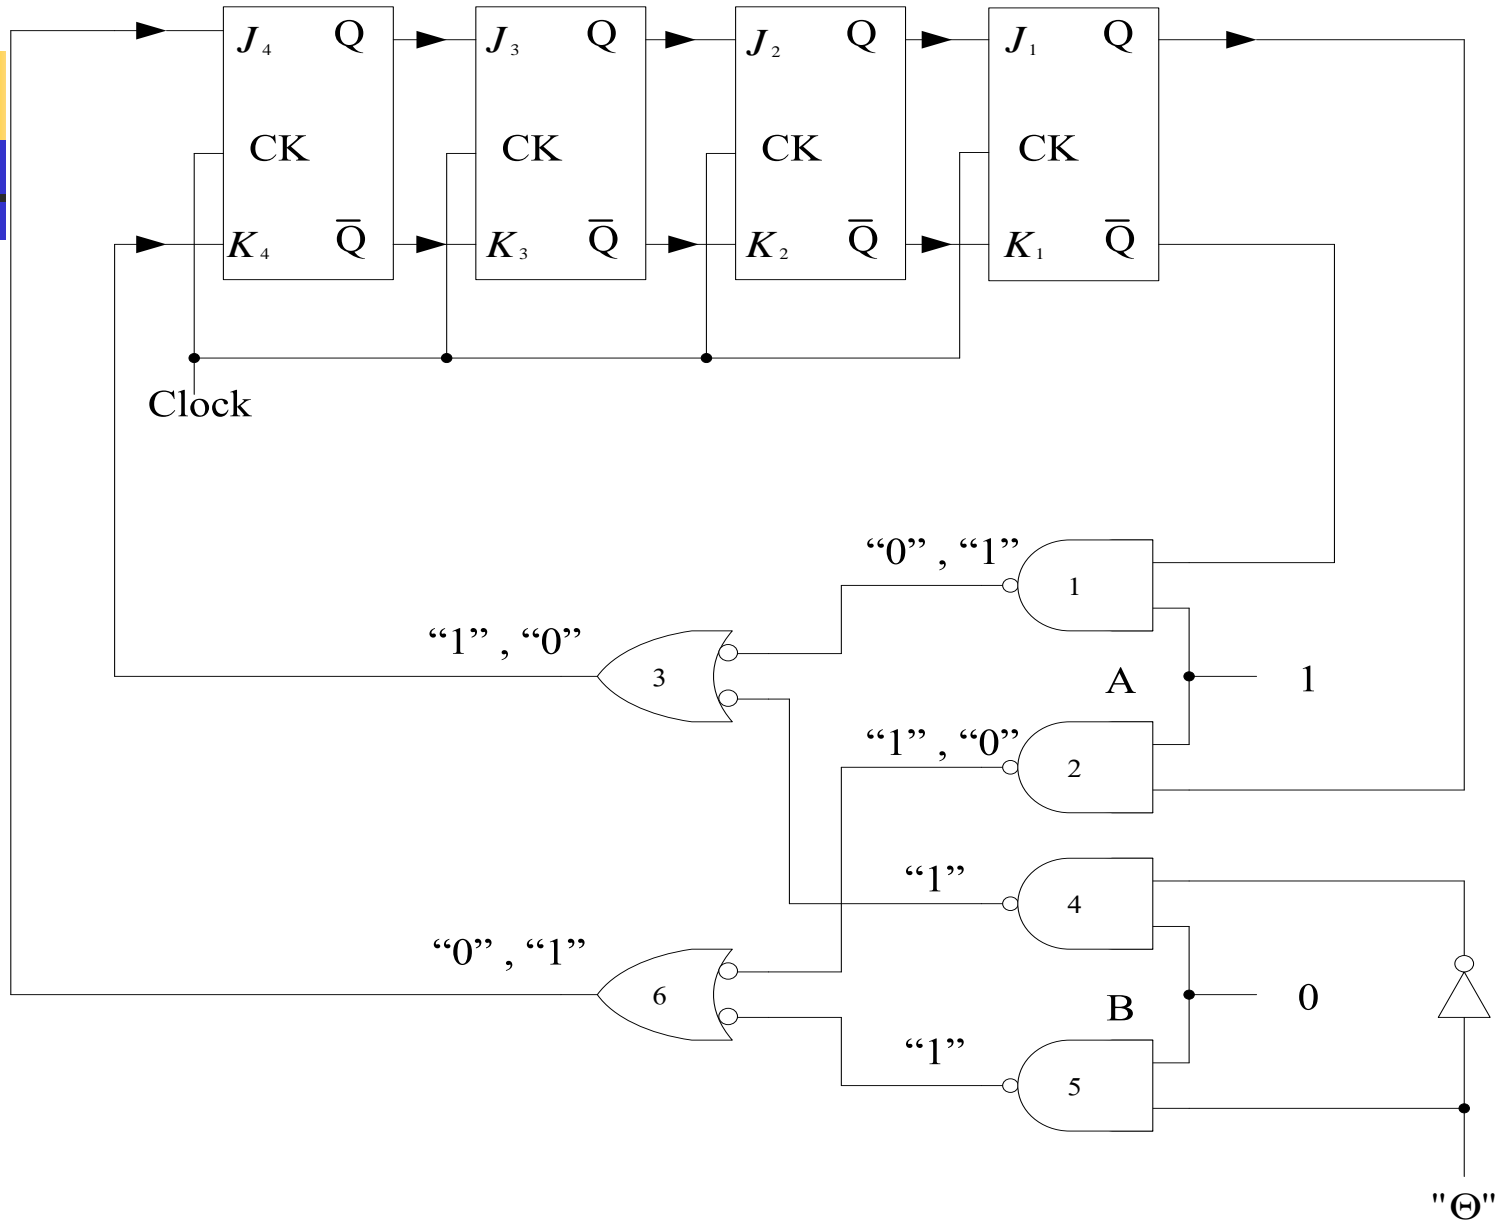 J₄ Q J₃ Q J₂ Q J₁ Q
CK CK CK CK
K₄ Q̅ K₃ Q̅ K₂ Q̅ K₁ Q̅
Clock
“0” , “1”
1
“1” , “0”
3
A 1
“1” , “0”
2
“1”
4
“0” , “1”
6
B 0
“1”
5
"Θ"